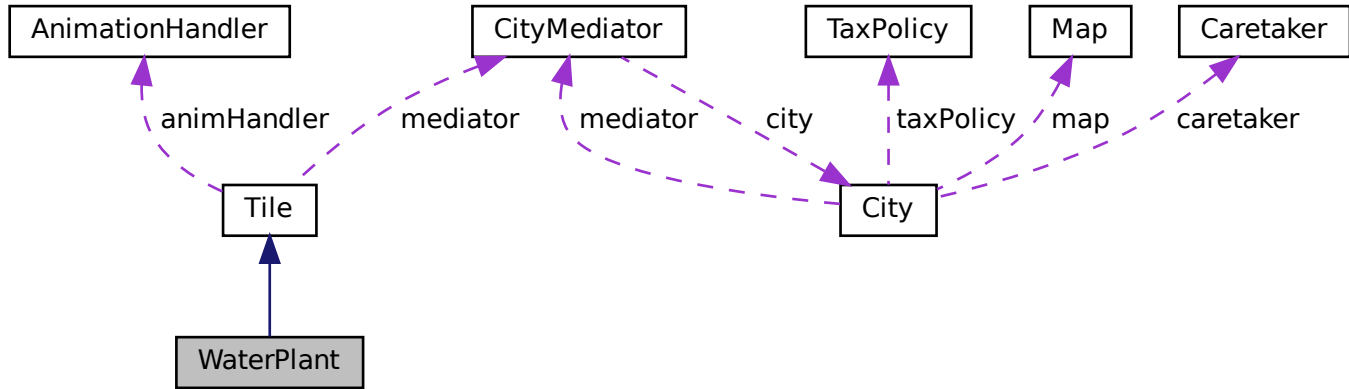 AnimationHandler
CityMediator
TaxPolicy
Map
Caretaker
animHandler
mediator
mediator
city
taxPolicy
map
caretaker
Tile
City
WaterPlant